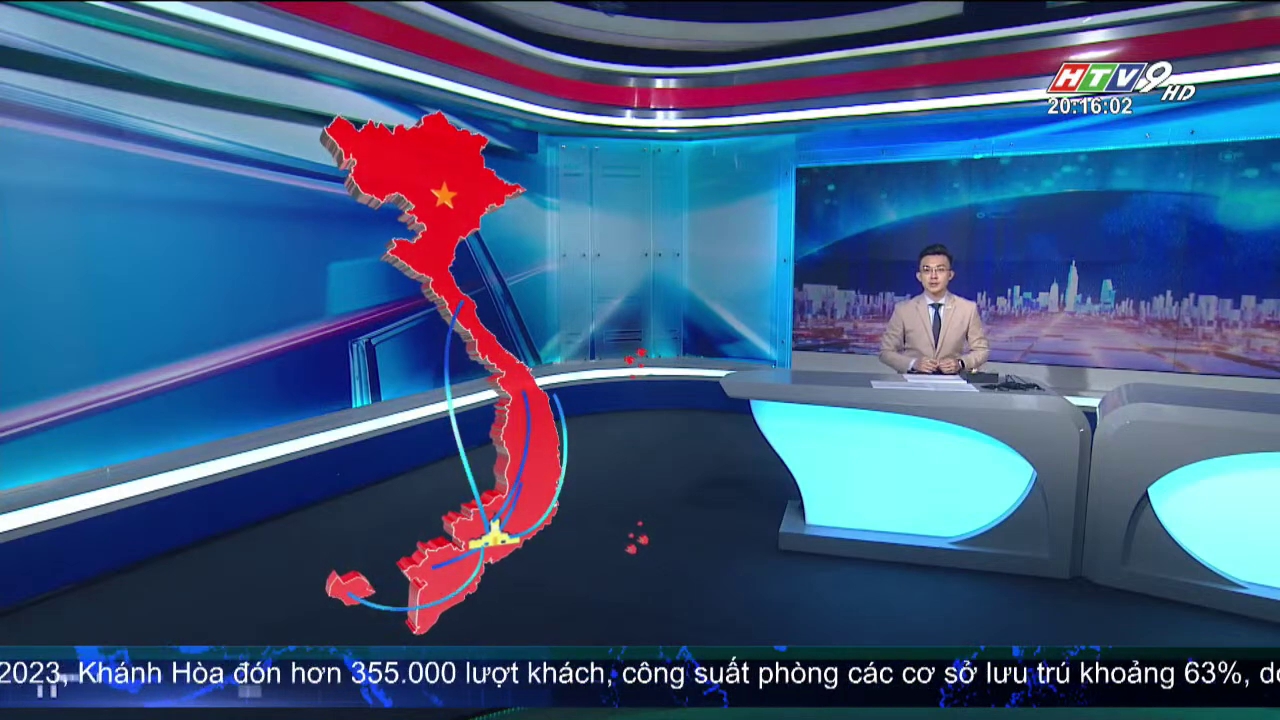 HTV9
HD
20:16:02
2023, Khánh Hòa đón hơn 355.000 lượt khách, công suất phòng các cơ sở lưu trú khoảng 63%, do